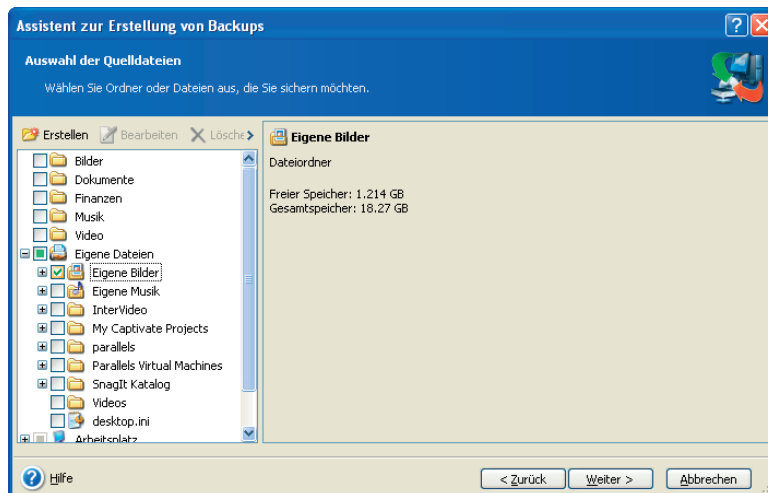 Assistent zur Erstellung von Backups
Auswahl der Quelldateien
Wählen Sie Ordner oder Dateien aus, die Sie sichern möchten.
Erstellen Bearbeiten Lösche
Bilder
Dokumente
Finanzen
Musik
Video
Eigene Dateien
Eigene Bilder
Eigene Musik
InterVideo
My Captivate Projects
parallels
Parallels Virtual Machines
SnagIt Katalog
Videos
desktop.ini
Arbeitsplatz
Eigene Bilder
Dateiordner
Freier Speicher: 1.214 GB
Gesamtspeicher: 18.27 GB
Hilfe
< Zurück
Weiter >
Abbrechen